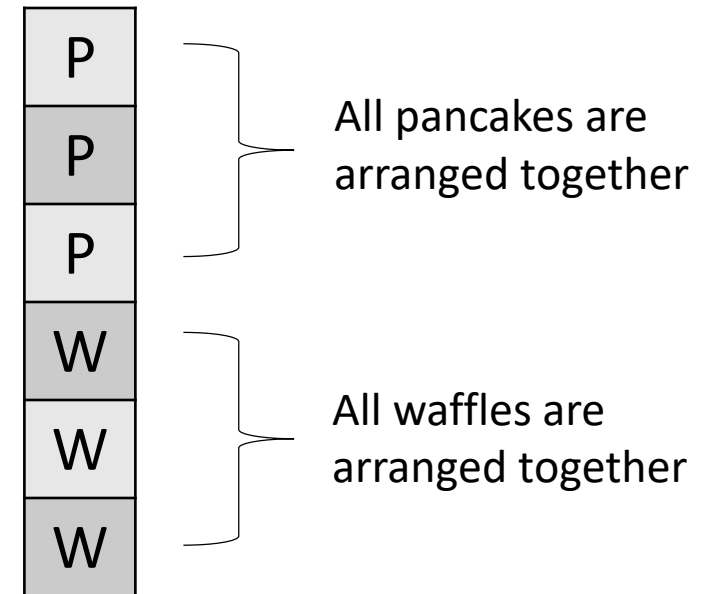 P
P
P
W
W
W
All pancakes are
arranged together
All waffles are
arranged together